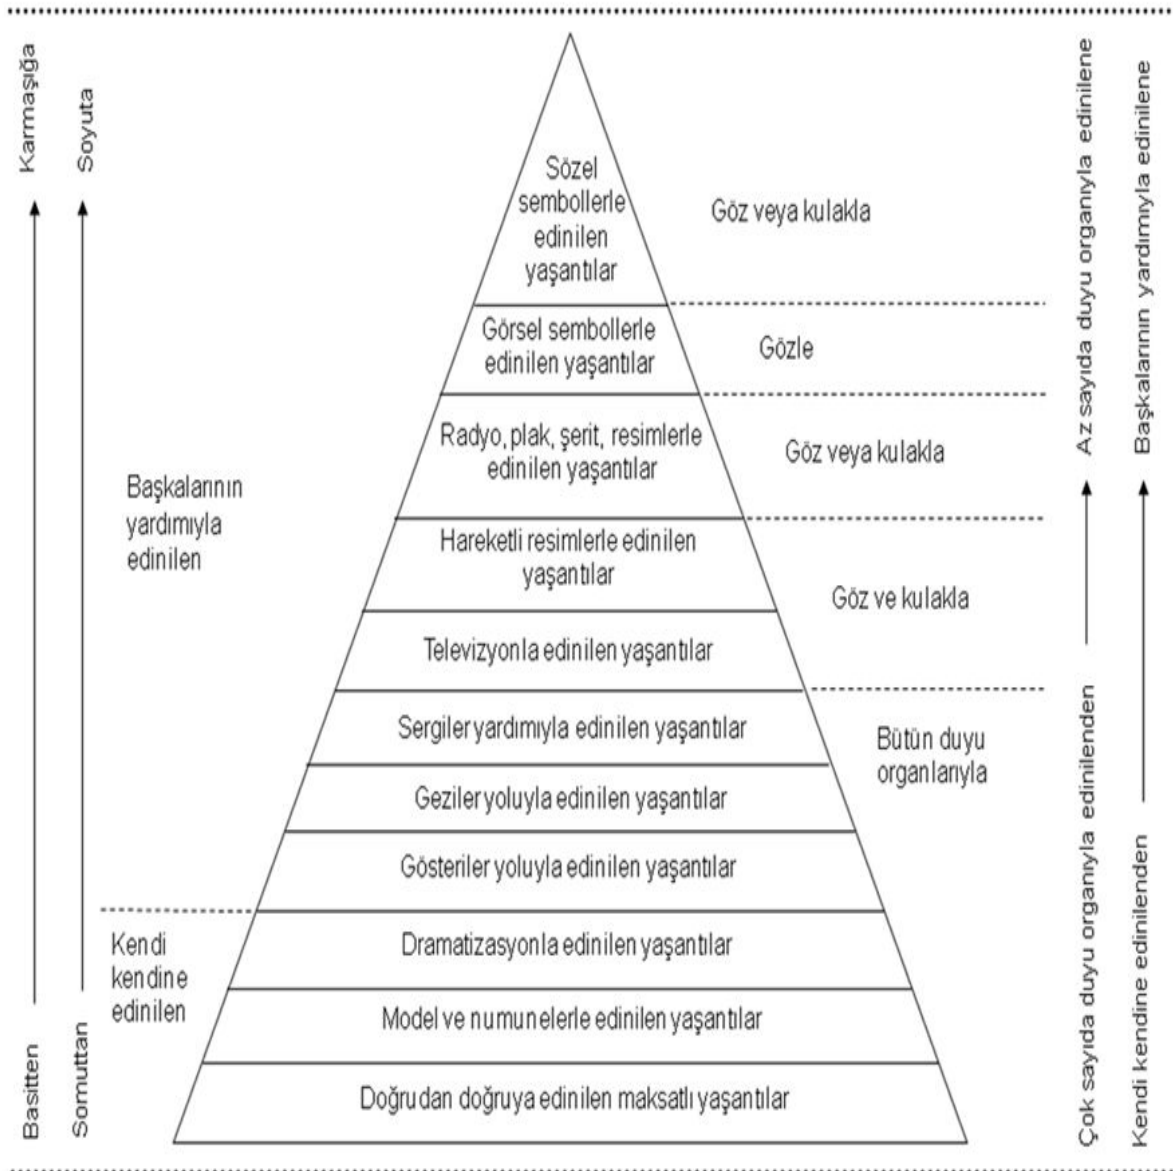 Karmaşığa
Soyuta
Basitten
Somuttan
Başkalarının
yardımıyla
edinilen
Kendi
kendine
edinilen
Sözel
sembollerle
edinilen
yaşantılar
Görsel sembollerle
edinilen yaşantılar
Radyo, plak, şerit, resimlerle
edinilen yaşantılar
Hareketli resimlerle edinilen
yaşantılar
Televizyonla edinilen yaşantılar
Sergiler yardımıyla edinilen yaşantılar
Geziler yoluyla edinilen yaşantılar
Gösteriler yoluyla edinilen yaşantılar
Dramatizasyonla edinilen yaşantılar
Model ve numunelerle edinilen yaşantılar
Doğrudan doğruya edinilen maksatlı yaşantılar
Göz veya kulakla
Gözle
Göz veya kulakla
Göz ve kulakla
Bütün duyu
organlarıyla
Az sayıda duyu organıyla edinilene
Çok sayıda duyu organıyla edinilenden
Başkalarının yardımıyla edinilene
Kendi kendine edinilenden